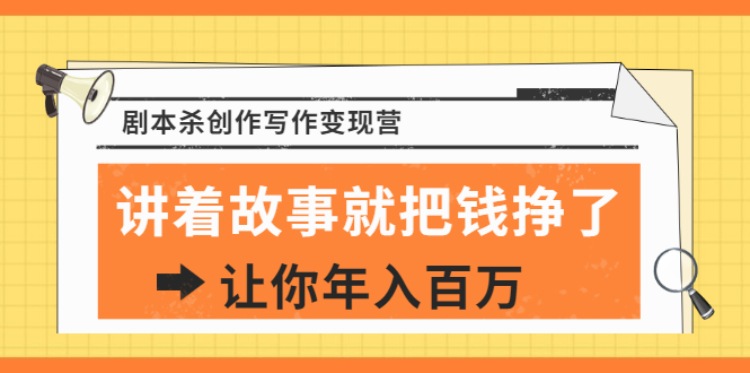 剧本杀创作写作变现营
讲着故事就把钱挣了
让你年入百万